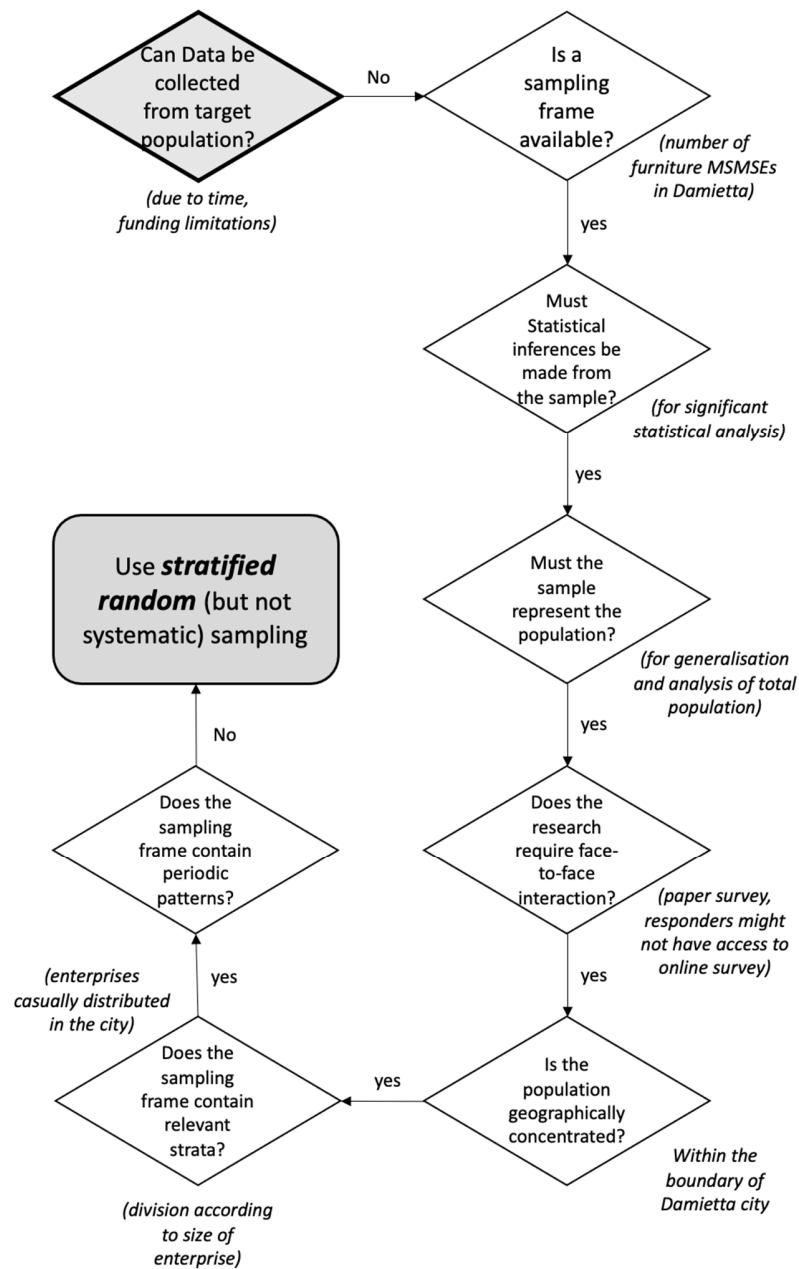 Can Data be
collected
from target
population?
(due to time,
funding limitations)
No
Is a
sampling
frame
available?
(number of
furniture MSMSEs
in Damietta)
yes
Must
Statistical
inferences be
made from
the sample?
(for significant
statistical analysis)
yes
Must the
sample
represent the
population?
(for generalisation
and analysis of total
population)
yes
Does the
research
require face-
to-face
interaction?
(paper survey,
responders might
not have access to
online survey)
yes
Is the
population
geographically
concentrated?
Within the
boundary of
Damietta city
yes
Does the
sampling
frame contain
relevant
strata?
(division according
to size of
enterprise)
yes
Does the
sampling
frame contain
periodic
patterns?
(enterprises
casually distributed
in the city)
No
Use stratified
random (but not
systematic) sampling